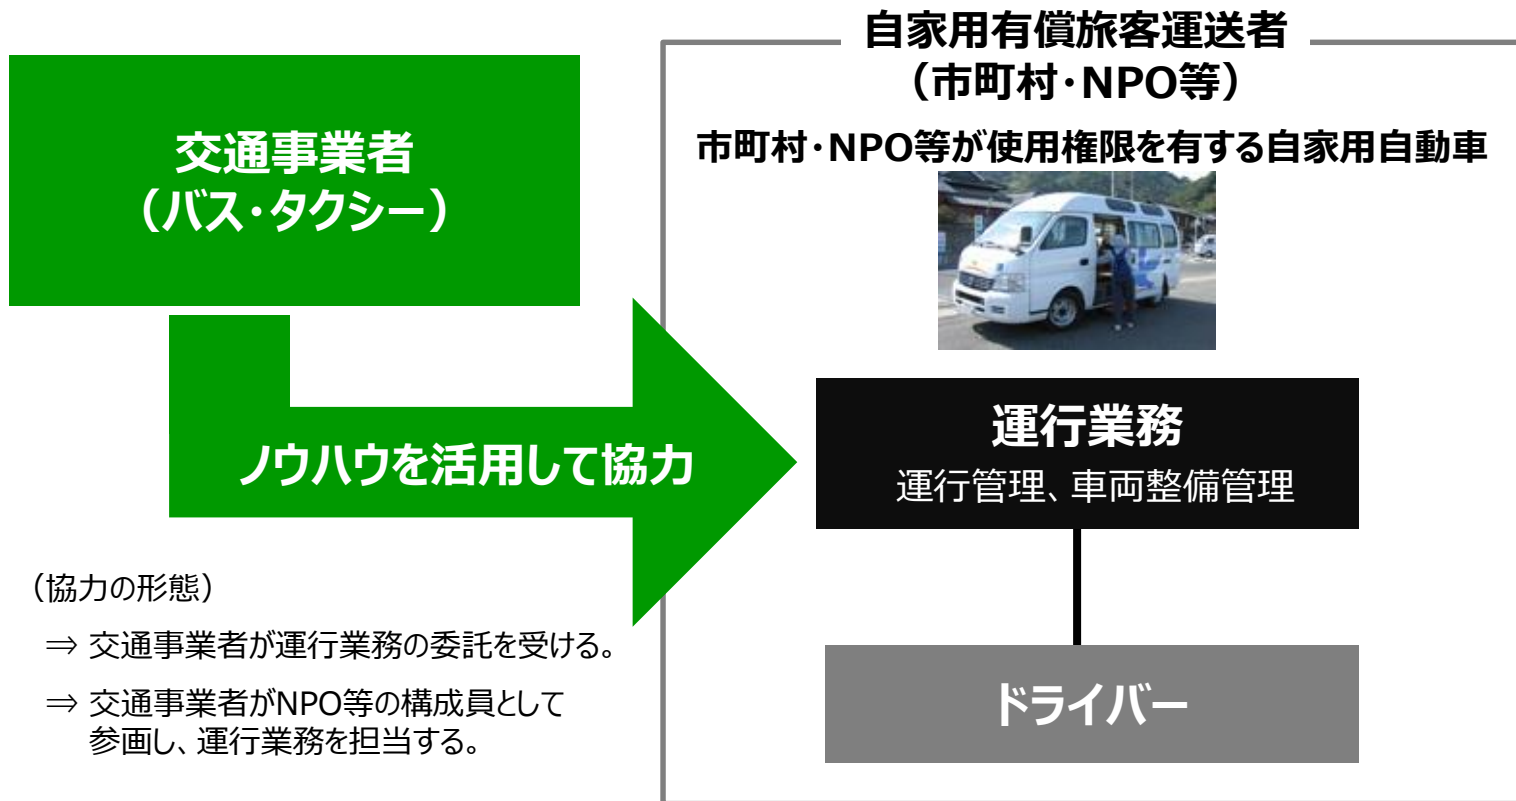 自家用有償旅客運送者
（市町村・NPO等）
交通事業者
（バス・タクシー）
市町村・NPO等が使用権限を有する自家用自動車
ノウハウを活用して協力
運行業務
運行管理、車両整備管理
（協力の形態）
⇒ 交通事業者が運行業務の委託を受ける。
⇒ 交通事業者がNPO等の構成員として
参画し、運行業務を担当する。
ドライバー